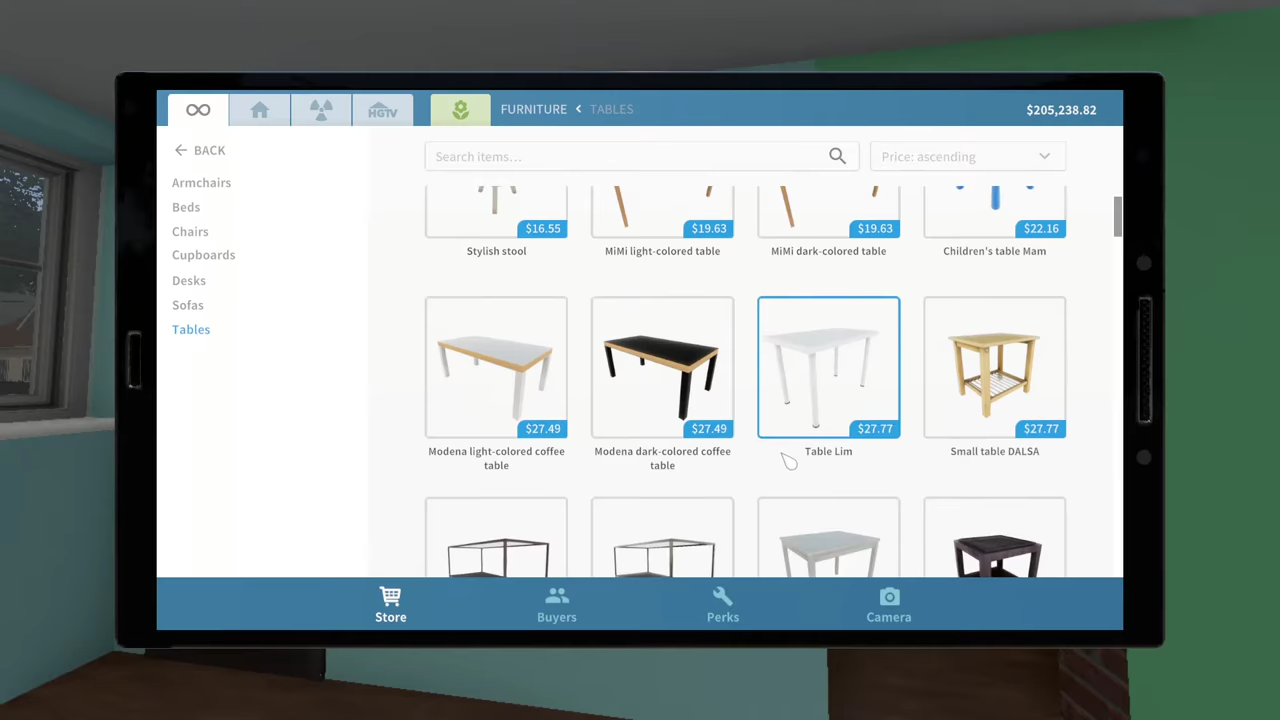 HGTV
FURNITURE < TABLES
$205,238.82
BACK
Search items...
Price: ascending
Armchairs
Beds
Chairs
Cupboards
Desks
Sofas
Tables
$16.55
$19.63
$19.63
$22.16
Stylish stool
MiMi light-colored table
MiMi dark-colored table
Children's table Mam
$27.49
$27.49
$27.77
$27.77
Modena light-colored coffee
table
Modena dark-colored coffee
table
Table Lim
Small table DALSA
Store
Buyers
Perks
Camera